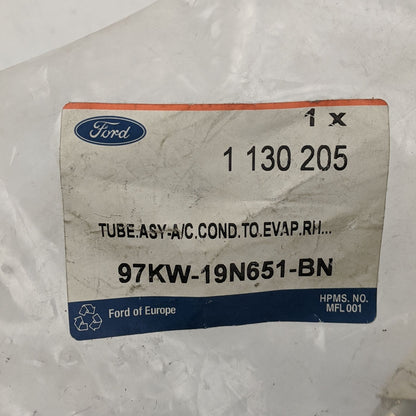 1 x
Ford
1 130 205
TUBE.ASY-A/C.COND.TO.EVAP.RH...
97KW-19N651-BN
Ford of Europe
HPMS. NO.
MFL 001